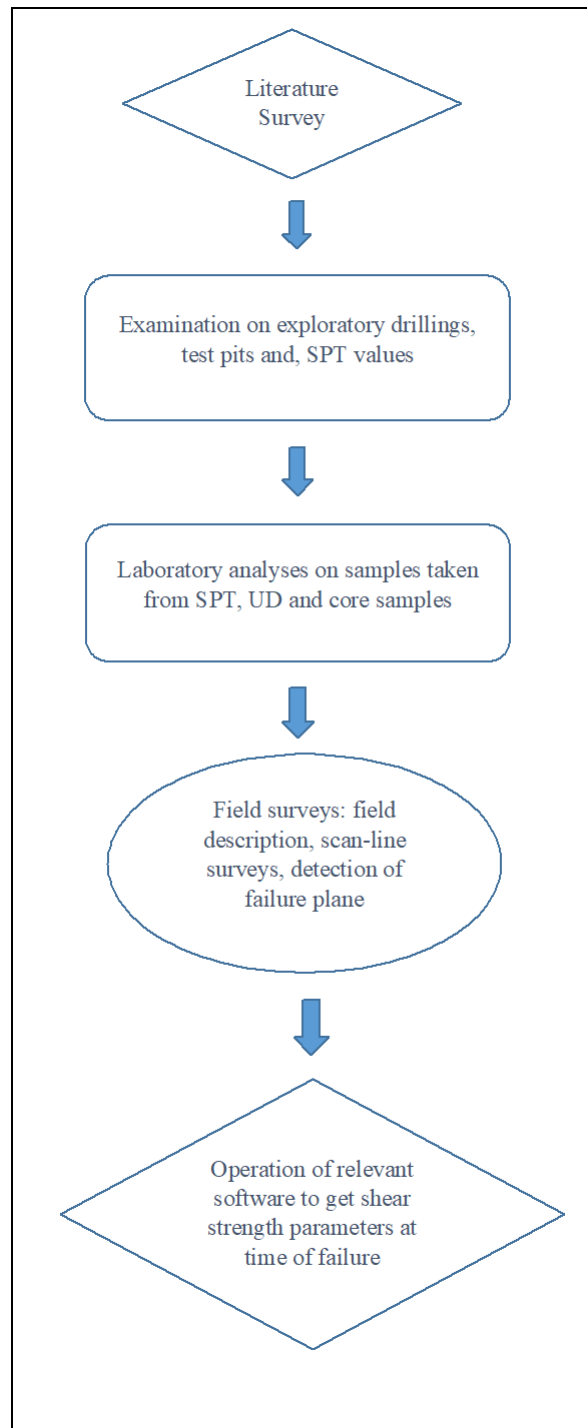 Literature
Survey
Examination on exploratory drillings,
test pits and, SPT values
Laboratory analyses on samples taken
from SPT, UD and core samples
Field surveys: field
description, scan-line
surveys, detection of
failure plane
Operation of relevant
software to get shear
strength parameters at
time of failure